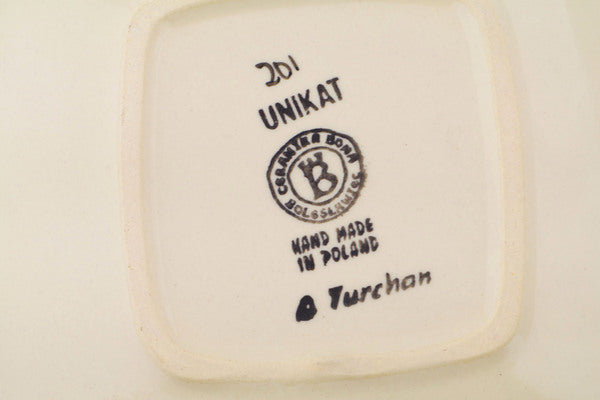 201
UNIKAT
CERAMIKA BONA
B
BOLESŁAWIEC
HAND MADE
IN POLAND
D Turchan